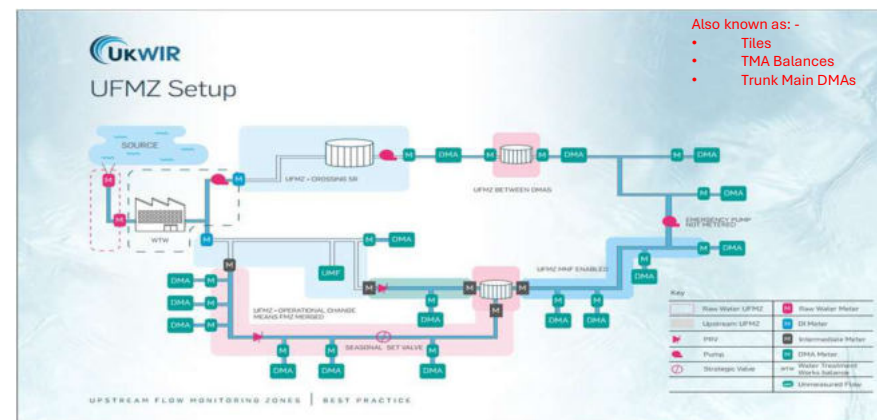 Also known as: -
• Tiles
• TMA Balances
• Trunk Main DMAs
UKWIR
UFMZ Setup
SOURCE
M
M
WTW
M
M
UFMZ - CROSSING SR
M
DMA
M
M
DMA
UFMZ BETWEEN DMAS
M
DMA
M
DMA
M
EMERGENCY PUMP
NOT METERED
M
DMA
M
DMA
M
DMA
UMF
UFMZ MNF ENABLED
M
DMA
M
DMA
M
DMA
M
M
M
DMA
M
M
M
M
DMA
M
DMA
UFMZ - OPERATIONAL CHANGE
MEANS FMZ MERGED
SEASONAL SET VALVE
M
DMA
M
DMA
M
DMA
M
DMA
Key
Raw Water UFMZ
M Raw Water Meter
Upstream UFMZ
M DI Meter
PRV
M Intermediate Meter
Pump
M DMA Meter
Strategic Valve
WTW Water Treatment
Works balance
Unmeasured Flow
UPSTREAM FLOW MONITORING ZONES | BEST PRACTICE